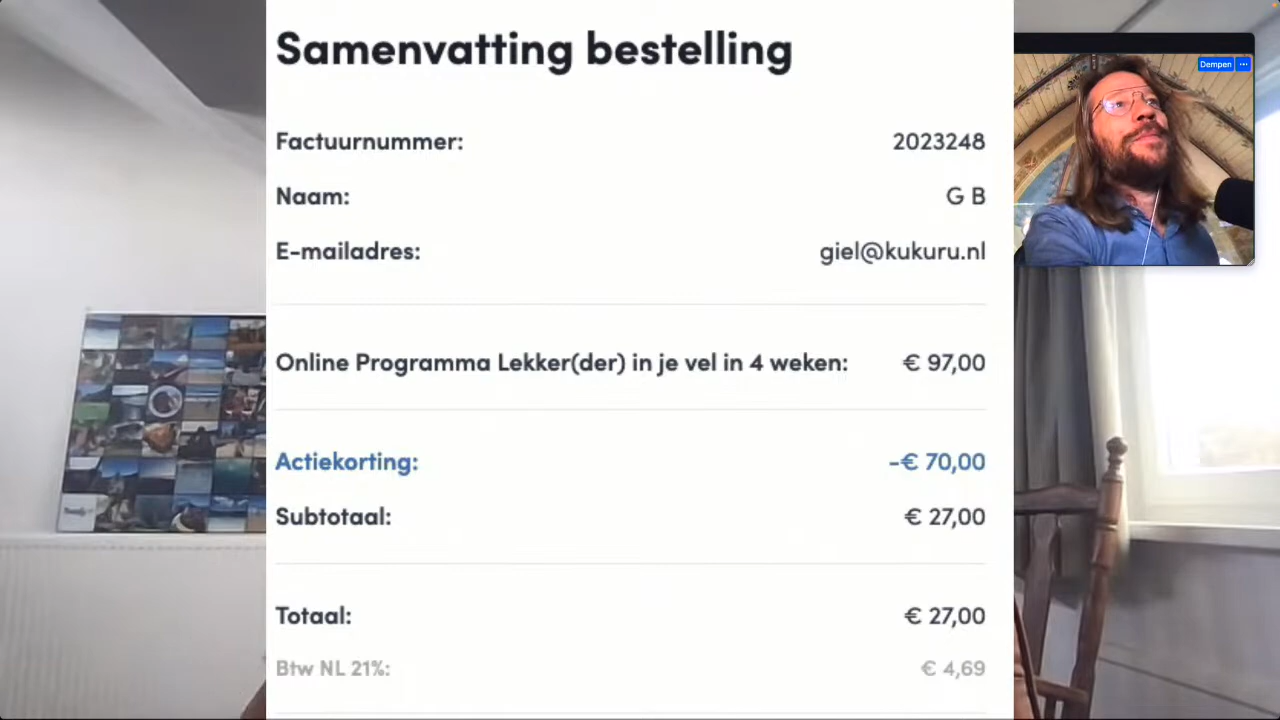 Samenvatting bestelling
Factuurnummer: 2023248
Naam: G B
E-mailadres: giel@kukuru.nl
Online Programma Lekker(der) in je vel in 4 weken: € 97,00
Actiekorting: -€ 70,00
Subtotaal: € 27,00
Totaal: € 27,00
Btw NL 21%: € 4,69
Dempen ...